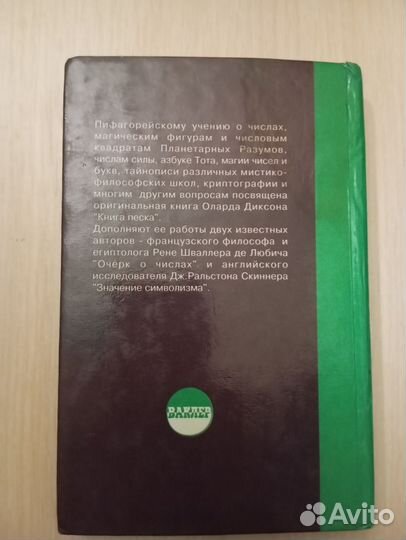 Пифагорейскому учению о числах,
магическим фигурам и числовым
квадратам Планетарных Разумов,
числам силы, азбуке Тота, магии чисел и
букв, тайнописи различных мистико-
философских школ, криптографии и
многим другим вопросам посвящена
оригинальная книга Оларда Диксона
"Книга песка".
Дополняют ее работы двух известных
авторов - французского философа и
египтолога Рене Шваллера де Любича
"Очерк о числах" и английского
исследователя Дж.Ральстона Скиннера
"Значение символизма".
ВАКЛЕР
Avito